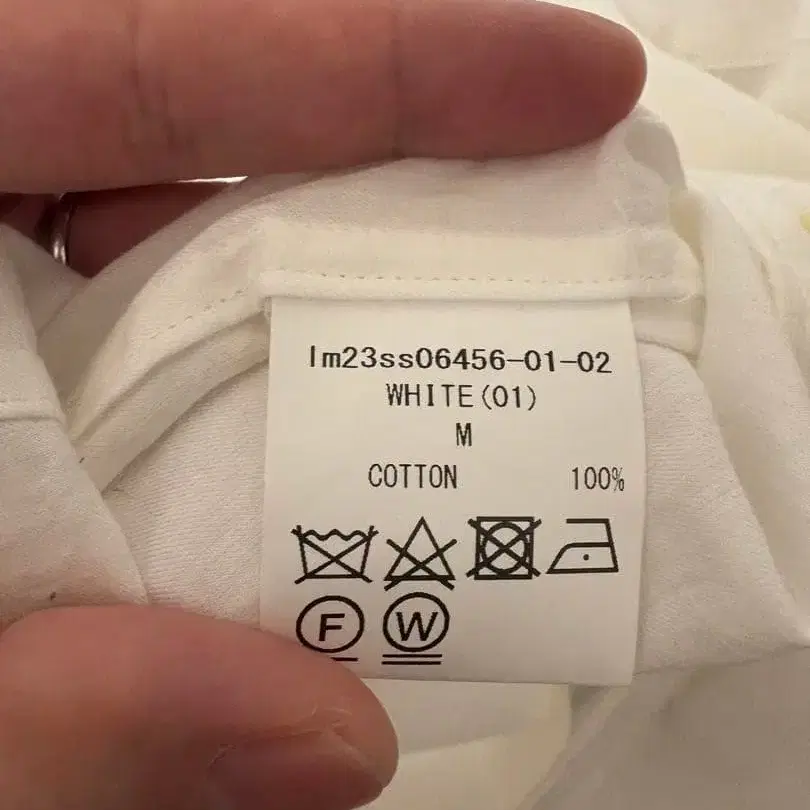 lm23ss06456-01-02
WHITE(01)
M
COTTON 100%
F W